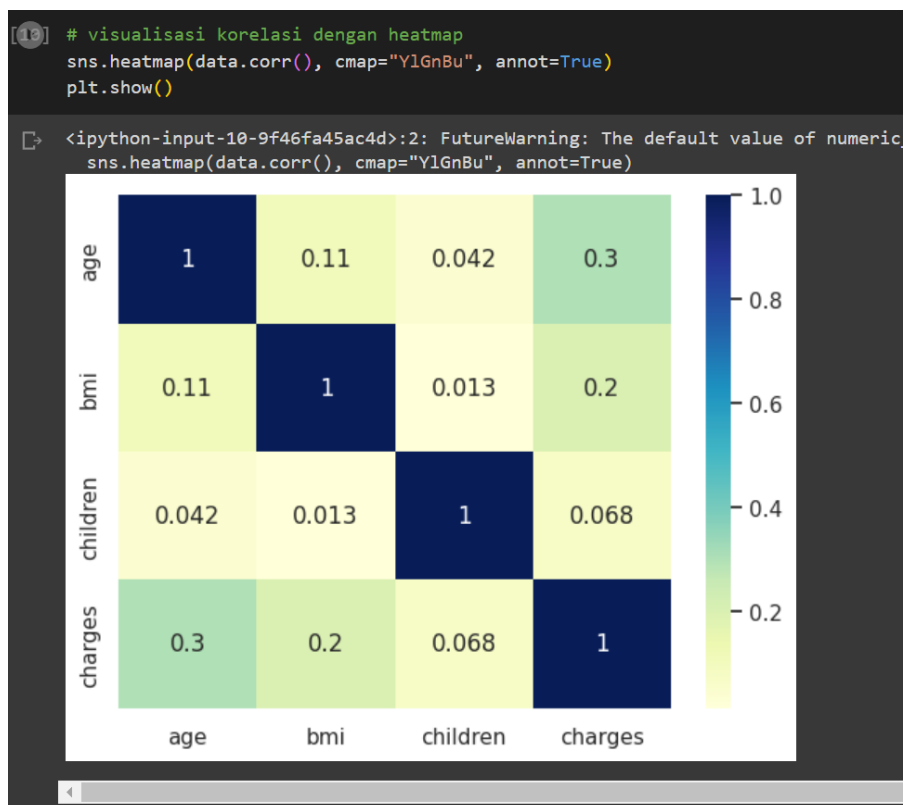 [10] # visualisasi korelasi dengan heatmap
sns.heatmap(data.corr(), cmap="YlGnBu", annot=True)
plt.show()
<ipython-input-10-9f46fa45ac4d>:2: FutureWarning: The default value of numeric_
sns.heatmap(data.corr(), cmap="YlGnBu", annot=True)
1.0
age 1 0.11 0.042 0.3
0.8
bmi 0.11 1 0.013 0.2
0.6
children 0.042 0.013 1 0.068
0.4
charges 0.3 0.2 0.068 1
0.2
age bmi children charges